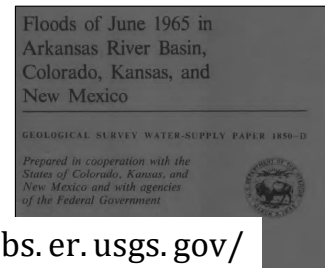 Floods of June 1965 in
Arkansas River Basin,
Colorado, Kansas, and
New Mexico
GEOLOGICAL SURVEY WATER-SUPPLY PAPER 1850-D
Prepared in cooperation with the
States of Colorado, Kansas, and
New Mexico and with agencies
of the Federal Government
bs. er. usgs. gov/